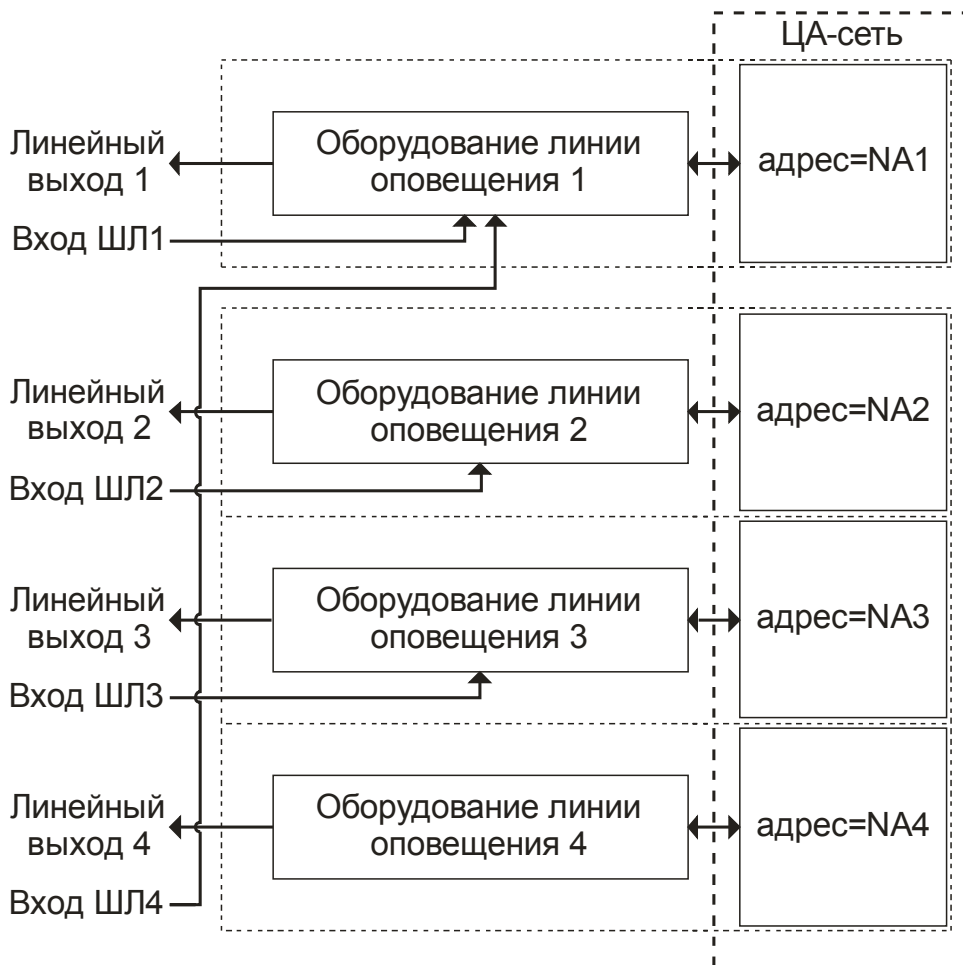 ЦА-сеть
Линейный
выход 1
Оборудование линии
оповещения 1
адрес=NA1
Вход ШЛ1
Линейный
выход 2
Оборудование линии
оповещения 2
адрес=NA2
Вход ШЛ2
Линейный
выход 3
Оборудование линии
оповещения 3
адрес=NA3
Вход ШЛ3
Линейный
выход 4
Оборудование линии
оповещения 4
адрес=NA4
Вход ШЛ4